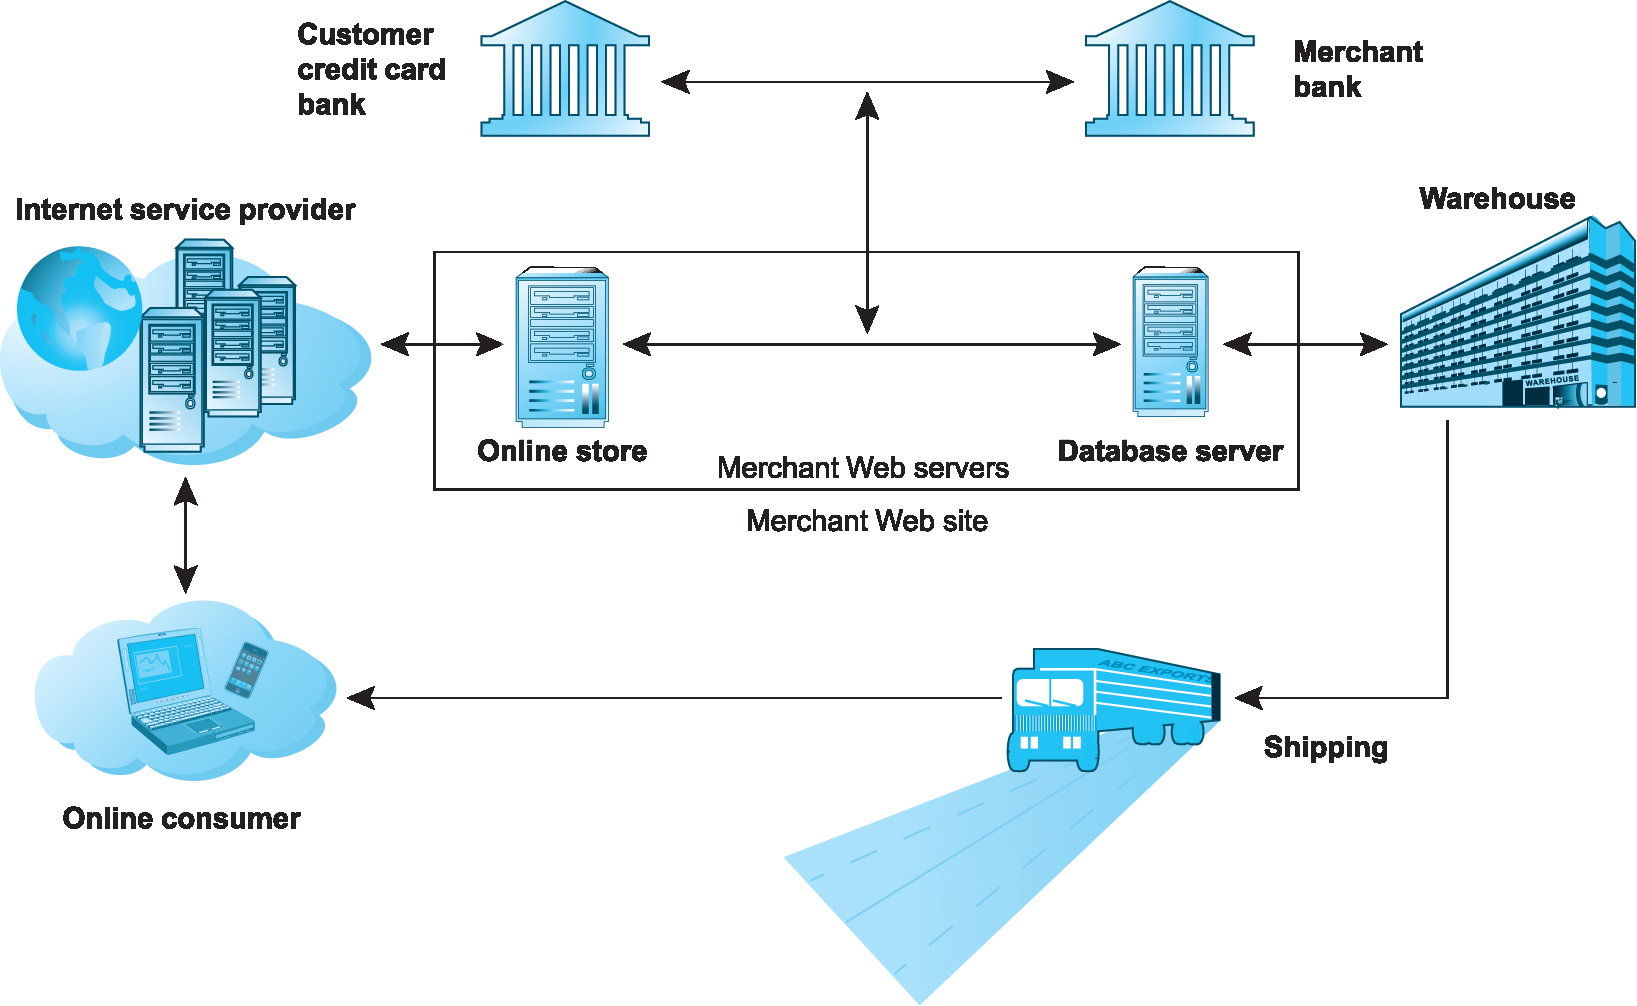 Customer
credit card
bank
Merchant
bank
Internet service provider
Warehouse
WAREHOUSE
Online store
Database server
Merchant Web servers
Merchant Web site
ABC EXPORTS
Shipping
Online consumer